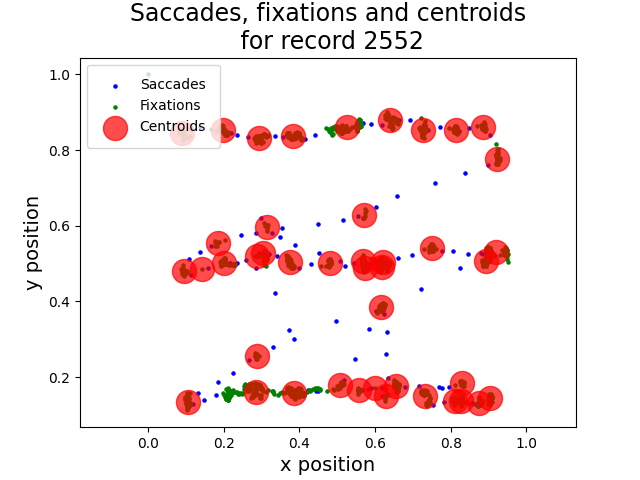 Saccades, fixations and centroids
for record 2552
Saccades
Fixations
Centroids
1.0
0.8
0.6
0.4
0.2
y position
0.0
0.2
0.4
0.6
0.8
1.0
x position